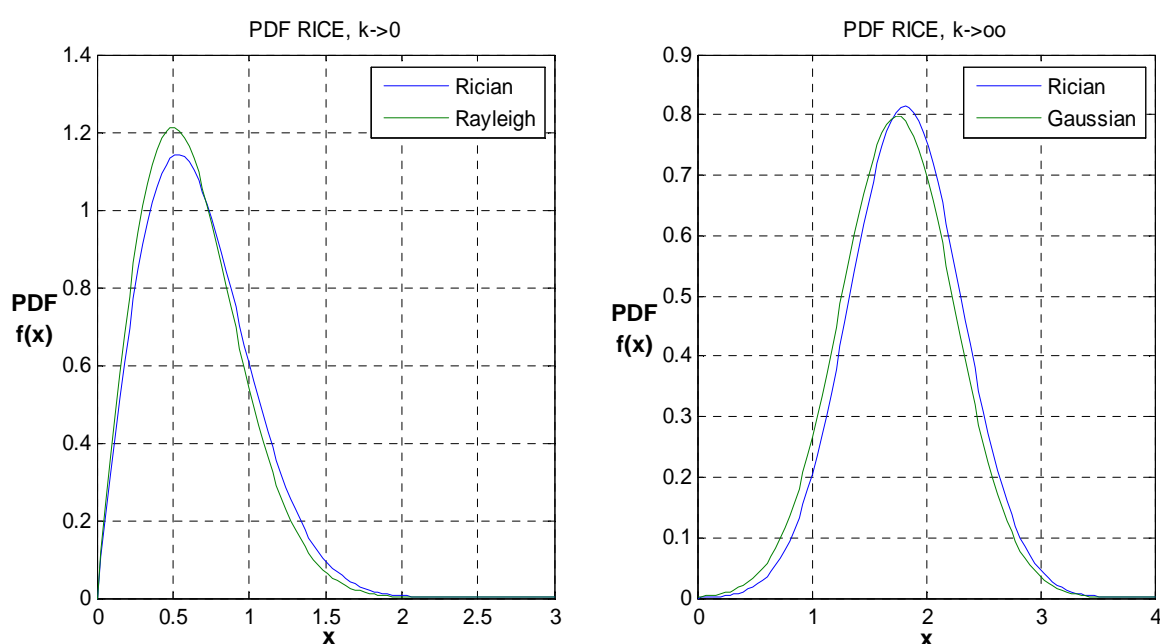 PDF RICE, k->0
1.4
1.2
1
0.8
0.6
0.4
0.2
0
PDF
f(x)
Rician
Rayleigh
0 0.5 1 1.5 2 2.5 3
x
PDF RICE, k->oo
0.9
0.8
0.7
0.6
0.5
0.4
0.3
0.2
0.1
0
PDF
f(x)
Rician
Gaussian
0 1 2 3 4
x